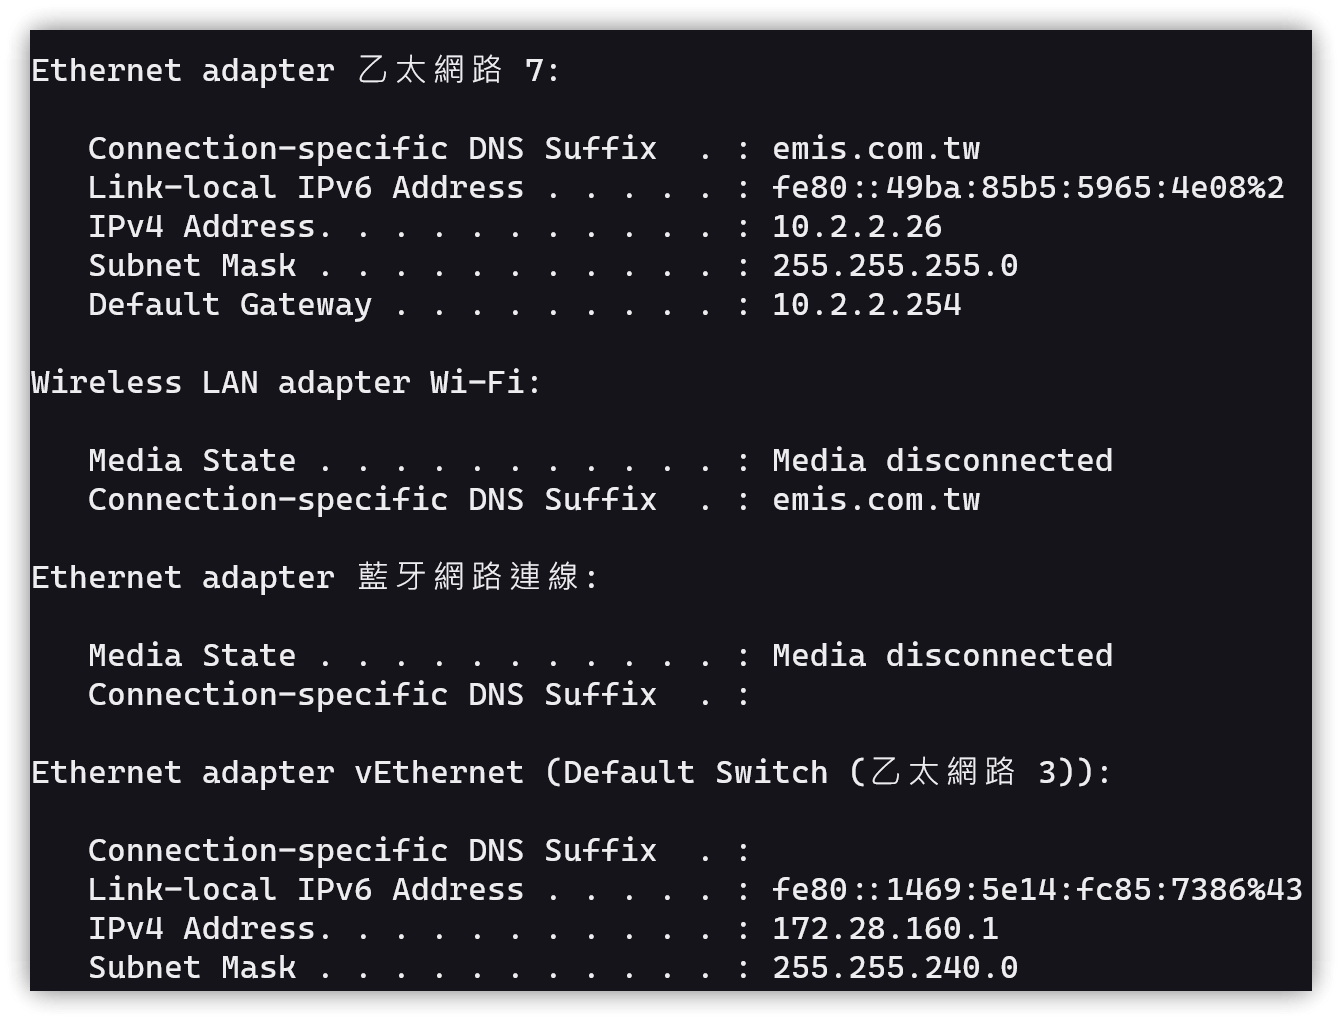 Ethernet adapter 乙太網路 7:
Connection-specific DNS Suffix  . : emis.com.tw
Link-local IPv6 Address . . . . . : fe80::49ba:85b5:5965:4e08%2
IPv4 Address. . . . . . . . . . . : 10.2.2.26
Subnet Mask . . . . . . . . . . . : 255.255.255.0
Default Gateway . . . . . . . . . : 10.2.2.254
Wireless LAN adapter Wi-Fi:
Media State . . . . . . . . . . . : Media disconnected
Connection-specific DNS Suffix  . : emis.com.tw
Ethernet adapter 藍牙網路連線:
Media State . . . . . . . . . . . : Media disconnected
Connection-specific DNS Suffix  . :
Ethernet adapter vEthernet (Default Switch (乙太網路 3)):
Connection-specific DNS Suffix  . :
Link-local IPv6 Address . . . . . : fe80::1469:5e14:fc85:7386%43
IPv4 Address. . . . . . . . . . . : 172.28.160.1
Subnet Mask . . . . . . . . . . . : 255.255.240.0